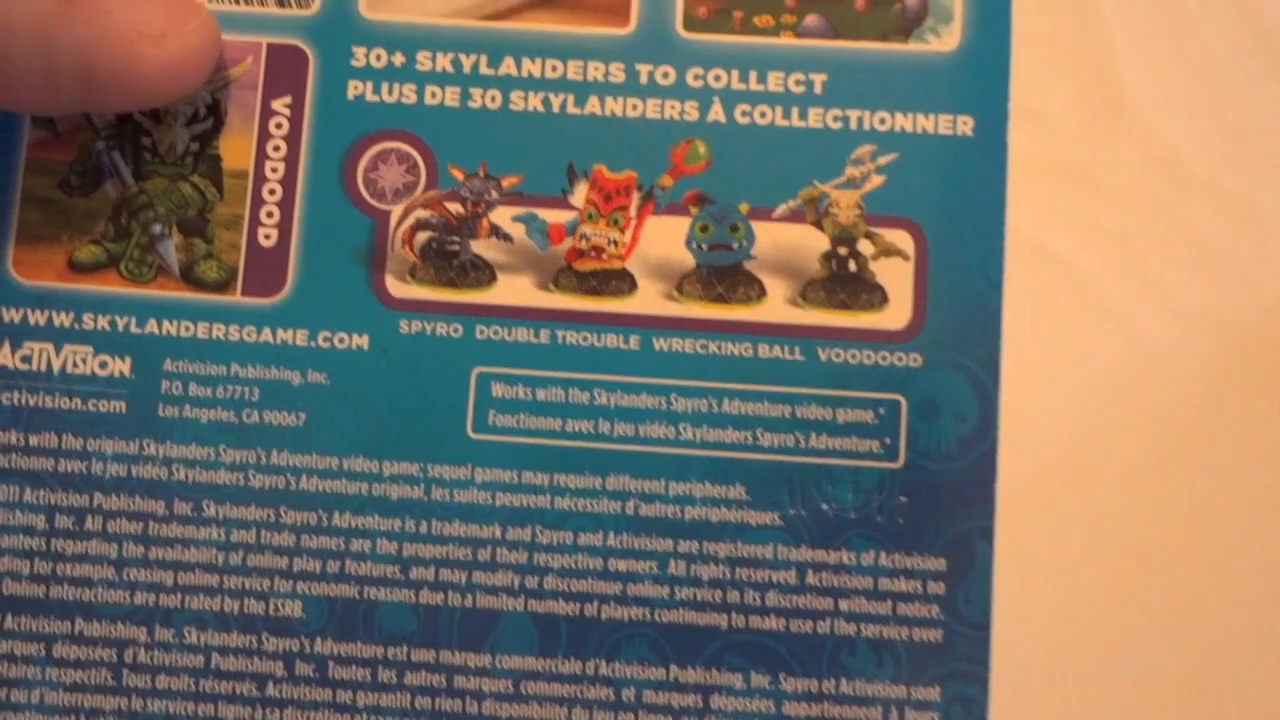 30+ SKYLANDERS TO COLLECT
PLUS DE 30 SKYLANDERS À COLLECTIONNER
VOODOOD
SPYRO DOUBLE TROUBLE WRECKING BALL VOODOOD
WWW.SKYLANDERSGAME.COM
ACTIVISION
Activision Publishing, Inc.
P.O. Box 67713
Los Angeles, CA 90067
ctivision.com
Works with the Skylanders Spyro's Adventure video game.*
Fonctionne avec le jeu vidéo Skylanders Spyro's Adventure.*
orks with the original Skylanders Spyro's Adventure video game; sequel games may require different peripherals.
nctionne avec le jeu vidéo Skylanders Spyro's Adventure original, les suites peuvent nécessiter d'autres périphériques.
011 Activision Publishing, Inc. Skylanders Spyro's Adventure is a trademark and Spyro and Activision are registered trademarks of Activision
ishing, Inc. All other trademarks and trade names are the properties of their respective owners. All rights reserved. Activision makes no
antees regarding the availability of online play or features, and may modify or discontinue online service in its discretion without notice,
ding for example, ceasing online service for economic reasons due to a limited number of players continuing to make use of the service over
Online interactions are not rated by the ESRB.
Activision Publishing, Inc. Skylanders Spyro's Adventure est une marque commerciale d'Activision Publishing, Inc. Spyro et Activision sont
arques déposées d'Activision Publishing, Inc. Toutes les autres marques commerciales et marques déposées appartiennent à leurs
taires respectifs. Tous droits réservés. Activision ne garantit en rien la disponibilité du jeu en ligne
ou d'interrompre le service en ligne à sa discrétion